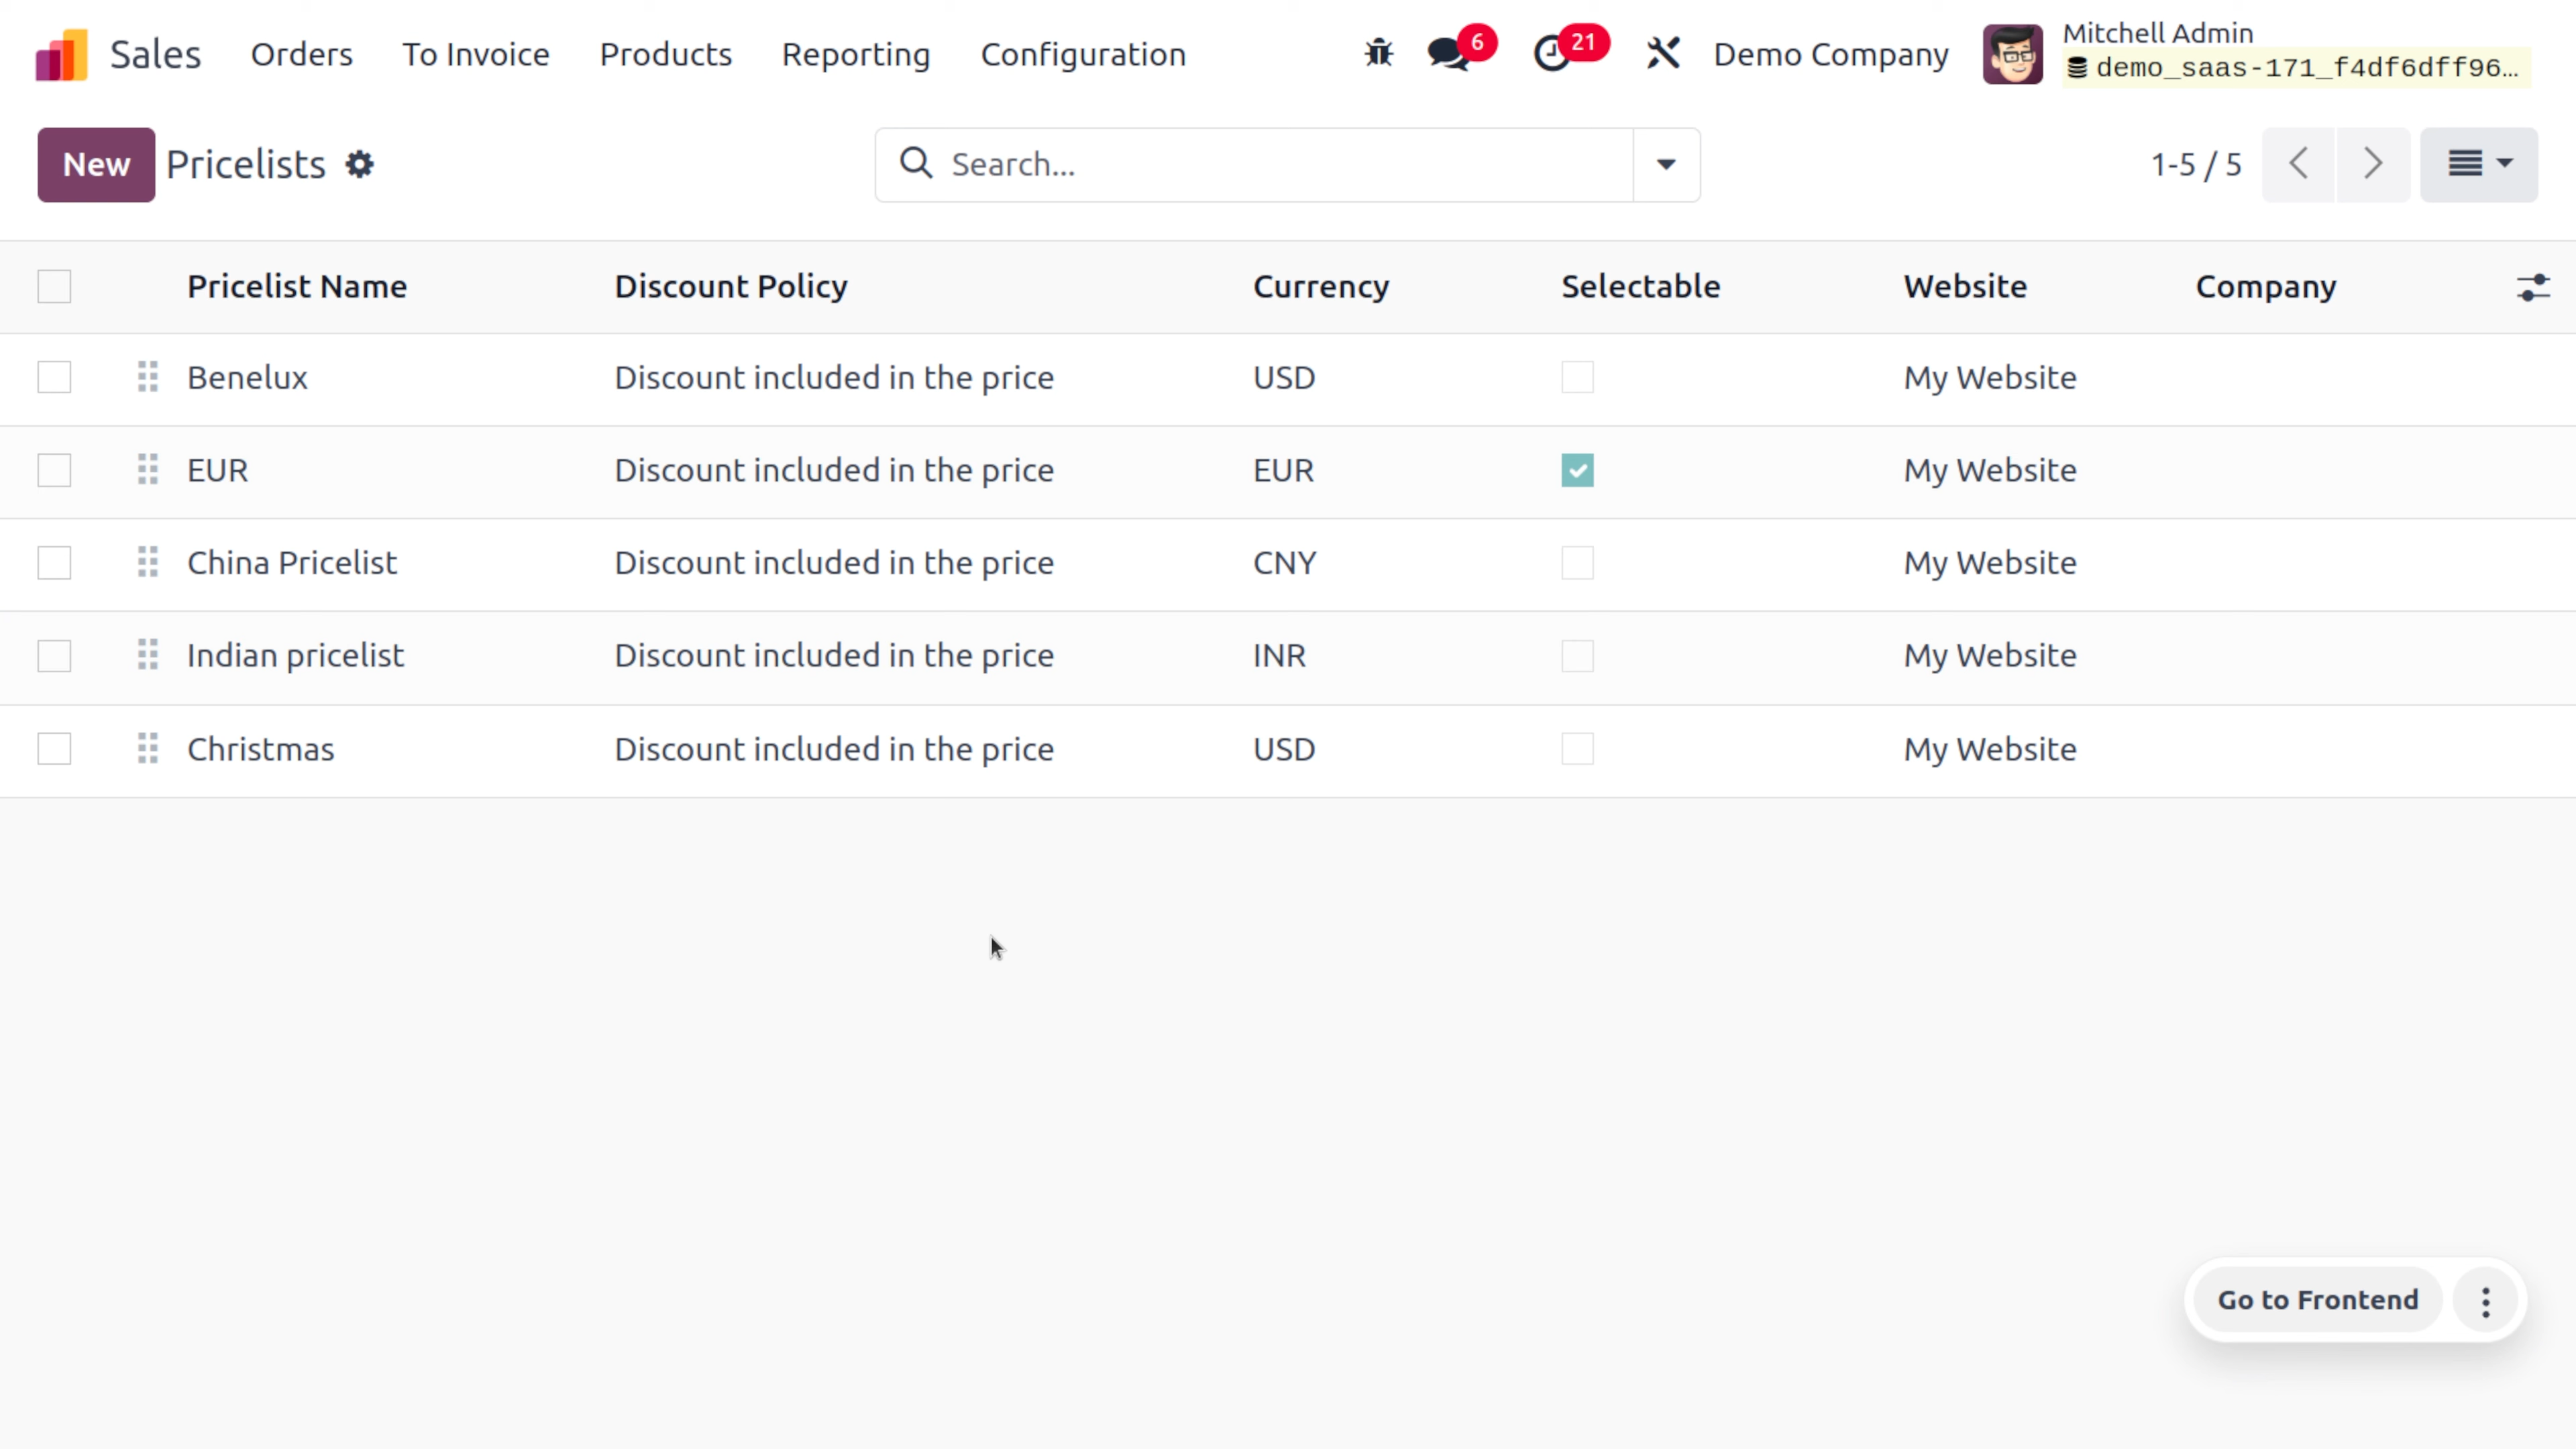 Sales Orders To Invoice Products Reporting Configuration 6 21 Demo Company Mitchell Admin
demo_saas-171_f4df6dff96...
New Pricelists Search... 1-5 / 5
Pricelist Name Discount Policy Currency Selectable Website Company
Benelux Discount included in the price USD My Website
EUR Discount included in the price EUR My Website
China Pricelist Discount included in the price CNY My Website
Indian pricelist Discount included in the price INR My Website
Christmas Discount included in the price USD My Website
Go to Frontend